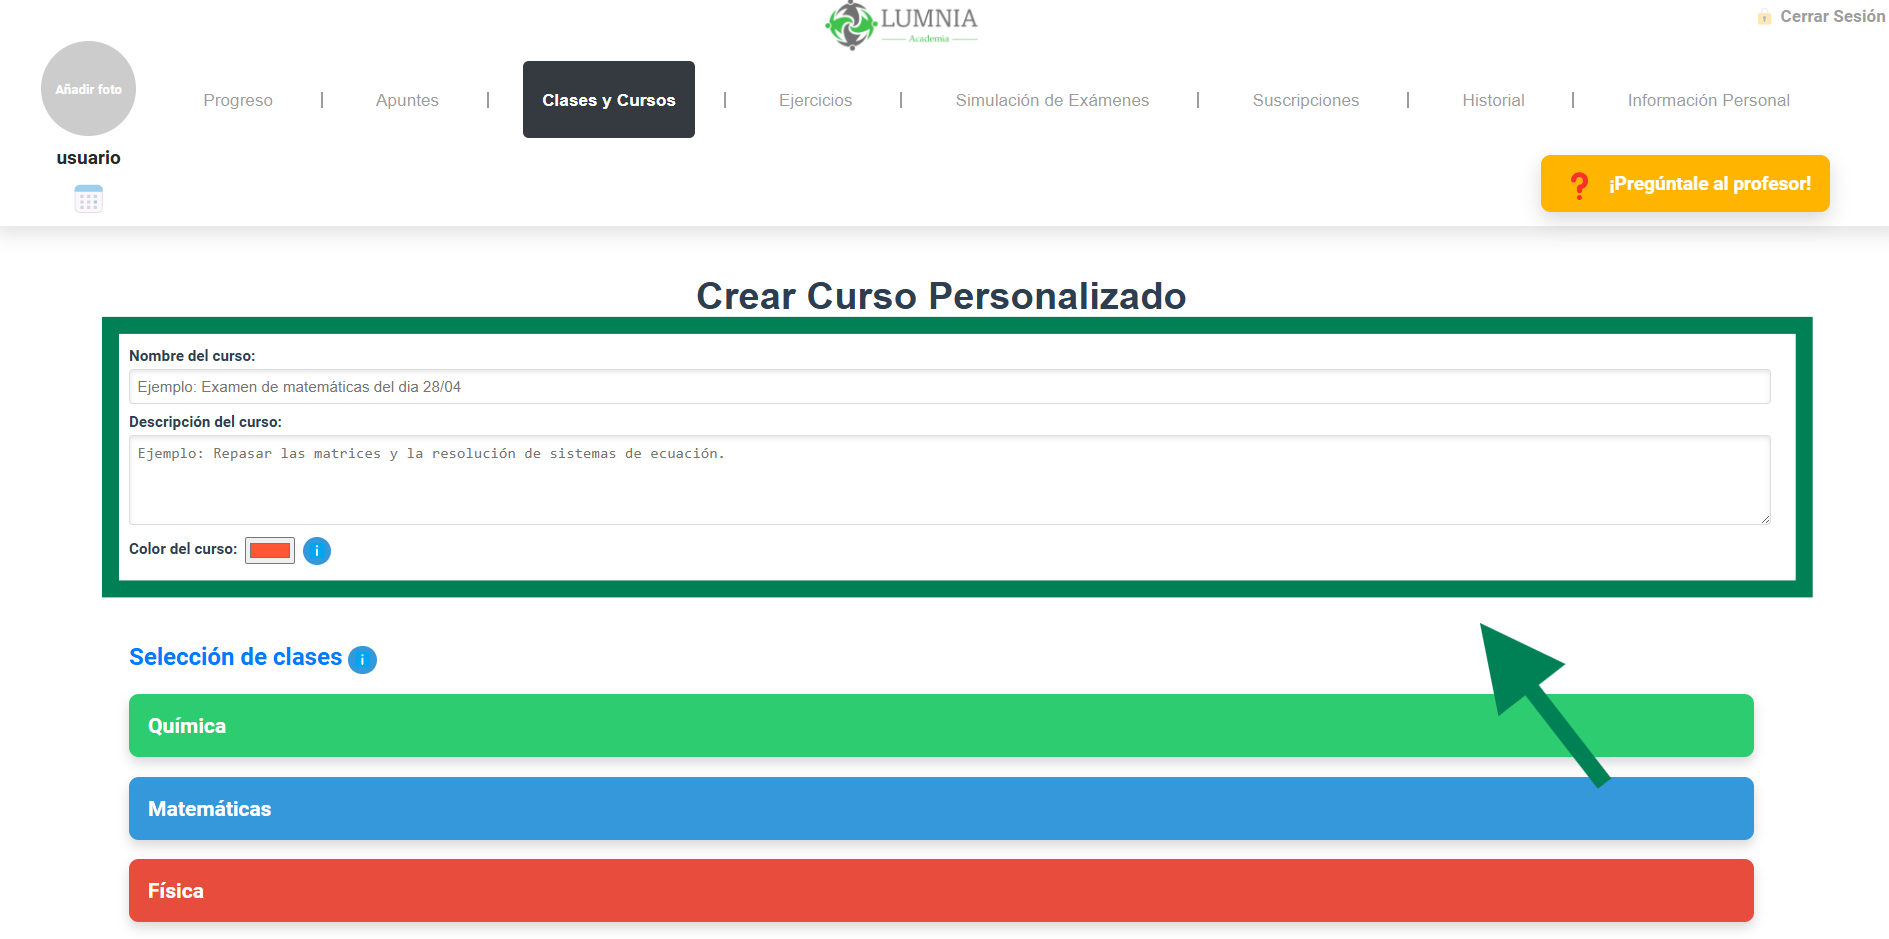 LUMNIA
Academia
Cerrar Sesión
Añadir foto
usuario
Progreso | Apuntes | Clases y Cursos | Ejercicios | Simulación de Exámenes | Suscripciones | Historial | Información Personal
❓ ¡Pregúntale al profesor!
Crear Curso Personalizado
Nombre del curso:
Ejemplo: Examen de matemáticas del dia 28/04
Descripción del curso:
Ejemplo: Repasar las matrices y la resolución de sistemas de ecuación.
Color del curso: i
Selección de clases i
Química
Matemáticas
Física